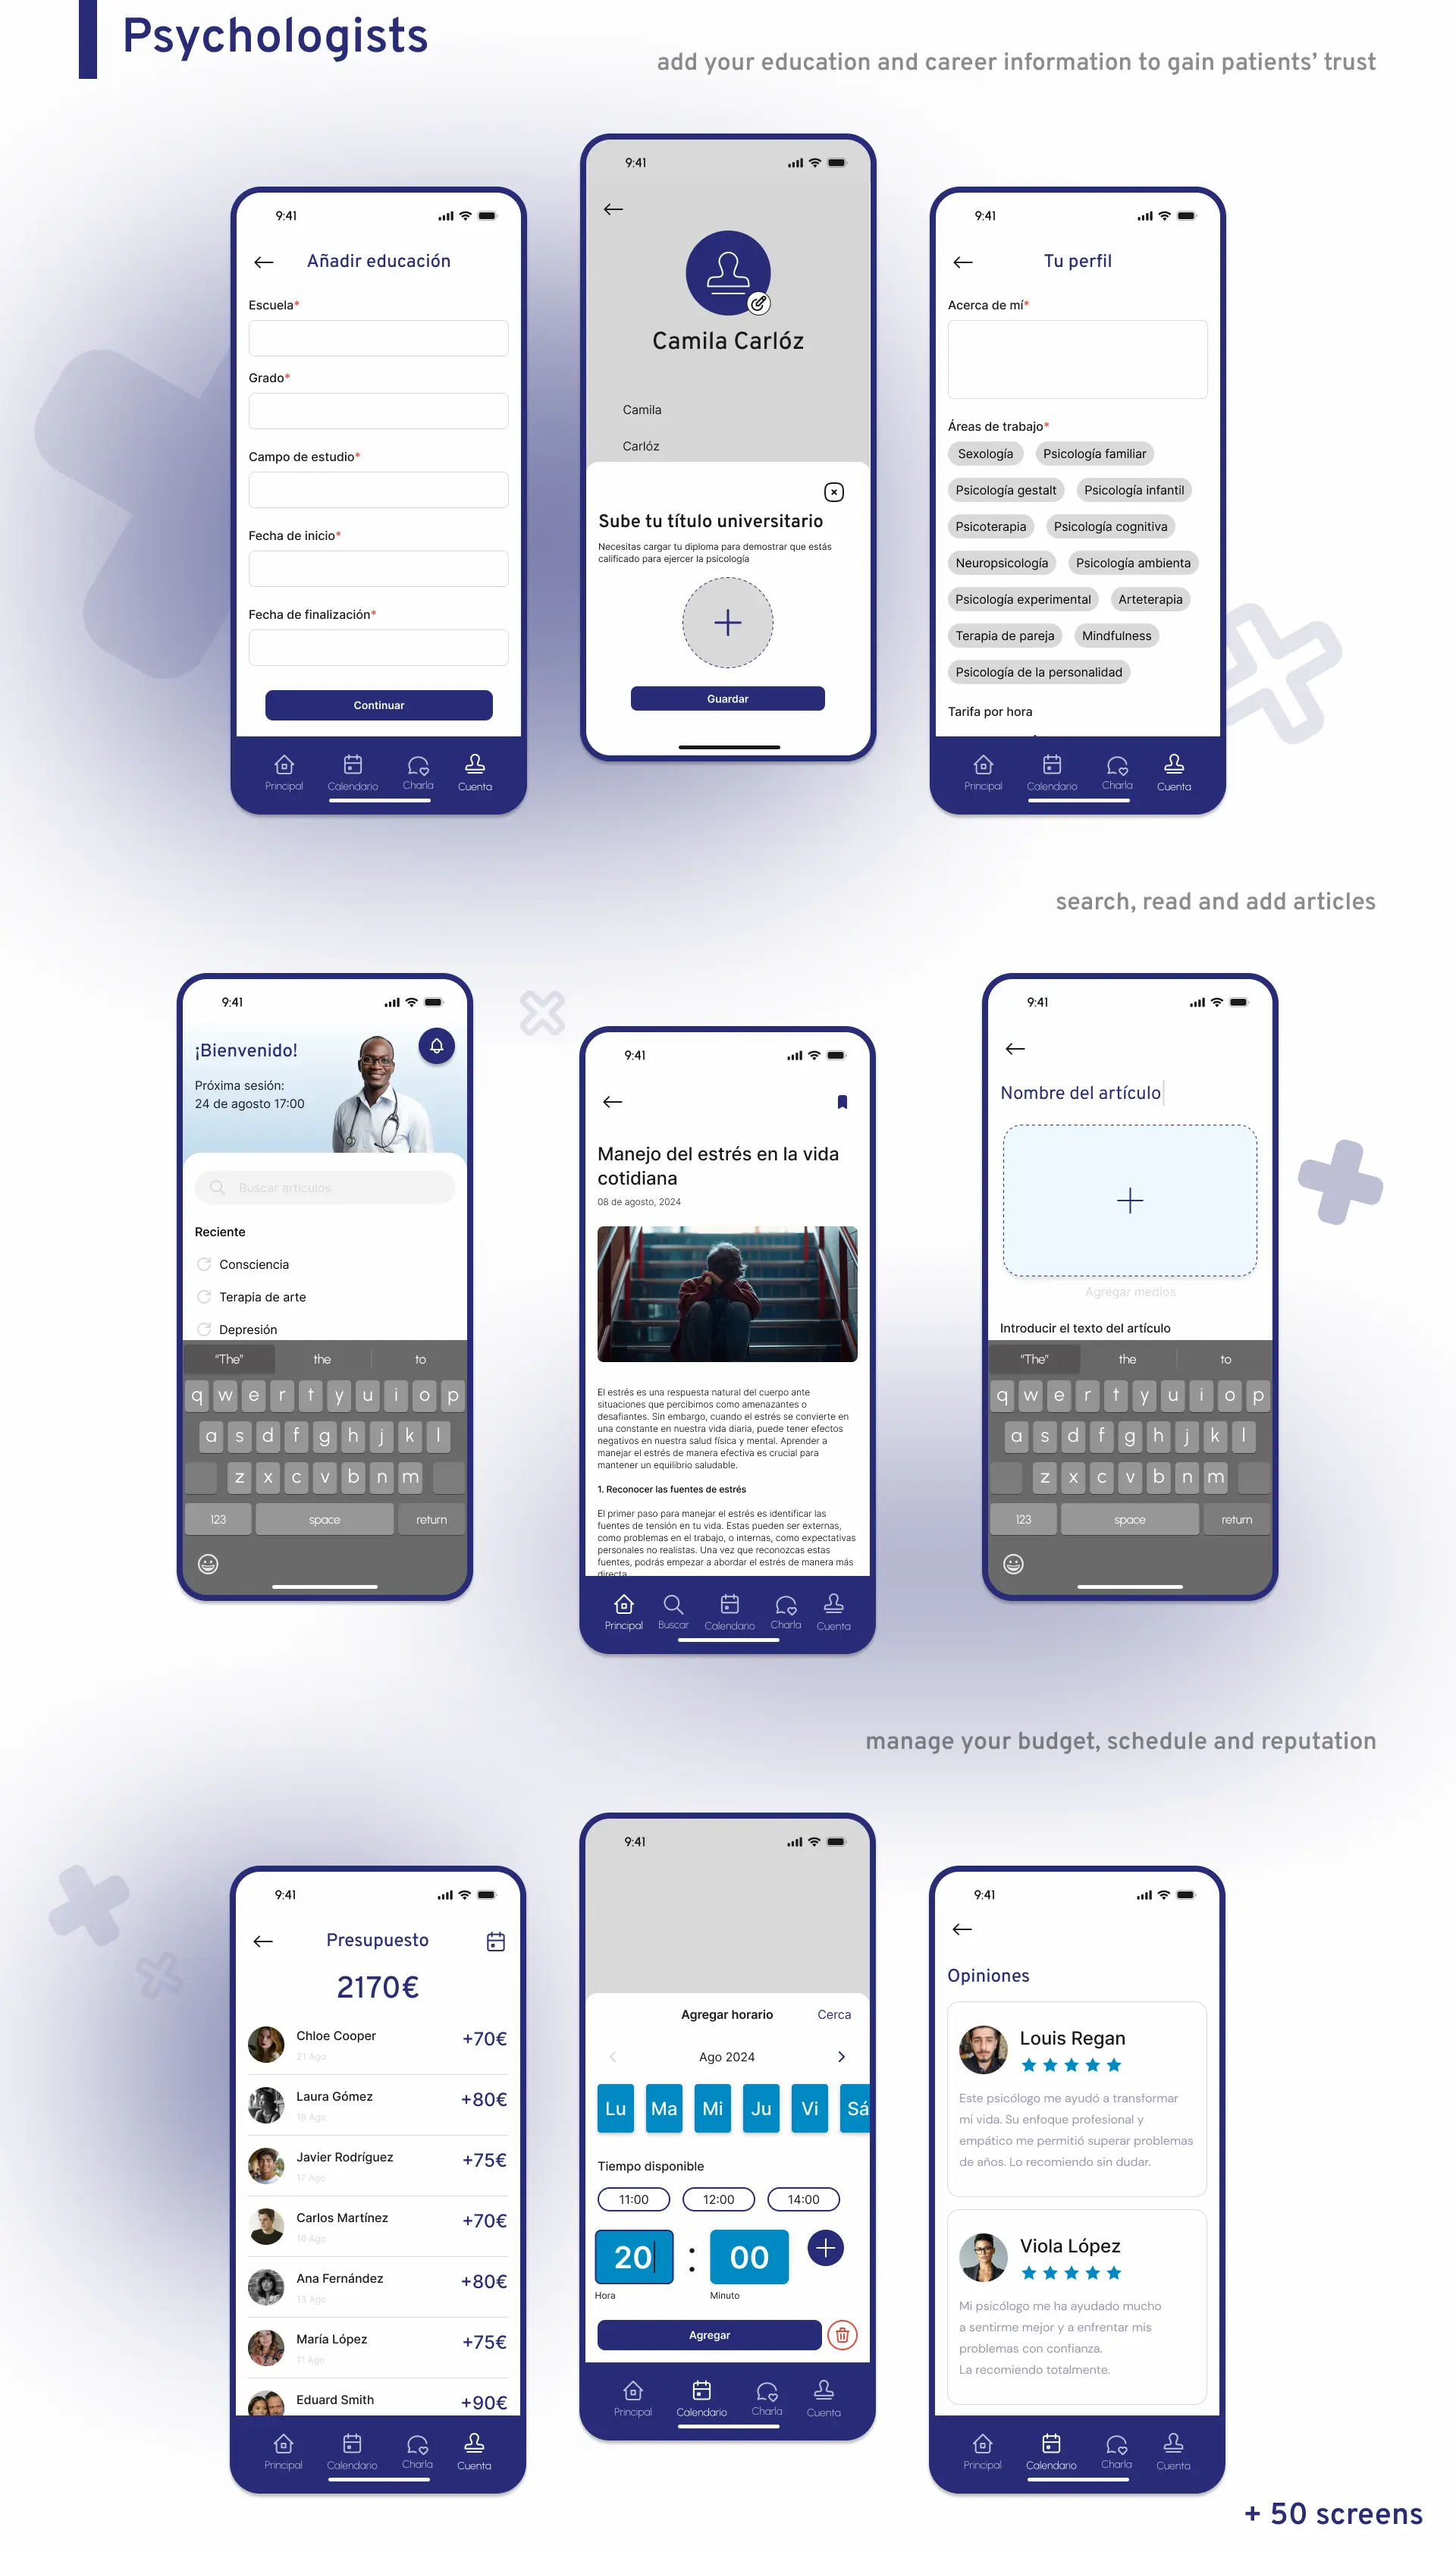 Psychologists
add your education and career information to gain patients’ trust
9:41
Añadir educación
Escuela*
Grado*
Campo de estudio*
Fecha de inicio*
Fecha de finalización*
Continuar
Principal Calendario Charla Cuenta
9:41
Camila Carlóz
Camila
Carlóz
Sube tu título universitario
Necesitas cargar tu diploma para demostrar que estás
calificado para ejercer la psicología
Guardar
9:41
Tu perfil
Acerca de mí*
Áreas de trabajo*
Sexología Psicología familiar
Psicología gestalt Psicología infantil
Psicoterapia Psicología cognitiva
Neuropsicología Psicología ambienta
Psicología experimental Arteterapia
Terapia de pareja Mindfulness
Psicología de la personalidad
Tarifa por hora
Principal Calendario Charla Cuenta
search, read and add articles
9:41
¡Bienvenido!
Próxima sesión:
24 de agosto 17:00
Buscar artículos
Reciente
Consciencia
Terapia de arte
Depresión
“The” the to
q w e r t y u i o p
a s d f g h j k l
z x c v b n m
123 space return
9:41
Manejo del estrés en la vida
cotidiana
08 de agosto, 2024
El estrés es una respuesta natural del cuerpo ante
situaciones que percibimos como amenazantes o
desafiantes. Sin embargo, cuando el estrés se convierte en
una constante en nuestra vida diaria, puede tener efectos
negativos en nuestra salud física y mental. Aprender a
manejar el estrés de manera efectiva es crucial para
mantener un equilibrio saludable.
1. Reconocer las fuentes de estrés
El primer paso para manejar el estrés es identificar las
fuentes de tensión en tu vida. Estas pueden ser externas,
como problemas en el trabajo, o internas, como expectativas
personales no realistas. Una vez que reconozcas estas
fuentes, podrás empezar a abordar el estrés de manera más
directa
Principal Buscar Calendario Charla Cuenta
9:41
Nombre del artículo
Agregar medios
Introducir el texto del artículo
“The” the to
q w e r t y u i o p
a s d f g h j k l
z x c v b n m
123 space return
manage your budget, schedule and reputation
9:41
Presupuesto
2170€
Chloe Cooper +70€
21 Ago
Laura Gómez +80€
19 Ago
Javier Rodríguez +75€
17 Ago
Carlos Martínez +70€
16 Ago
Ana Fernández +80€
13 Ago
María López +75€
11 Ago
Eduard Smith +90€
Principal Calendario Charla Cuenta
9:41
Agregar horario Cerca
Ago 2024
Lu Ma Mi Ju Vi Sá
Tiempo disponible
11:00 12:00 14:00
20 : 00
Hora Minuto
Agregar
Principal Calendario Charla Cuenta
9:41
Opiniones
Louis Regan
Este psicólogo me ayudó a transformar
mi vida. Su enfoque profesional y
empático me permitió superar problemas
de años. Lo recomiendo sin dudar.
Viola López
Mi psicólogo me ha ayudado mucho
a sentirme mejor y a enfrentar mis
problemas con confianza.
La recomiendo totalmente.
Principal Calendario Charla Cuenta
+ 50 screens